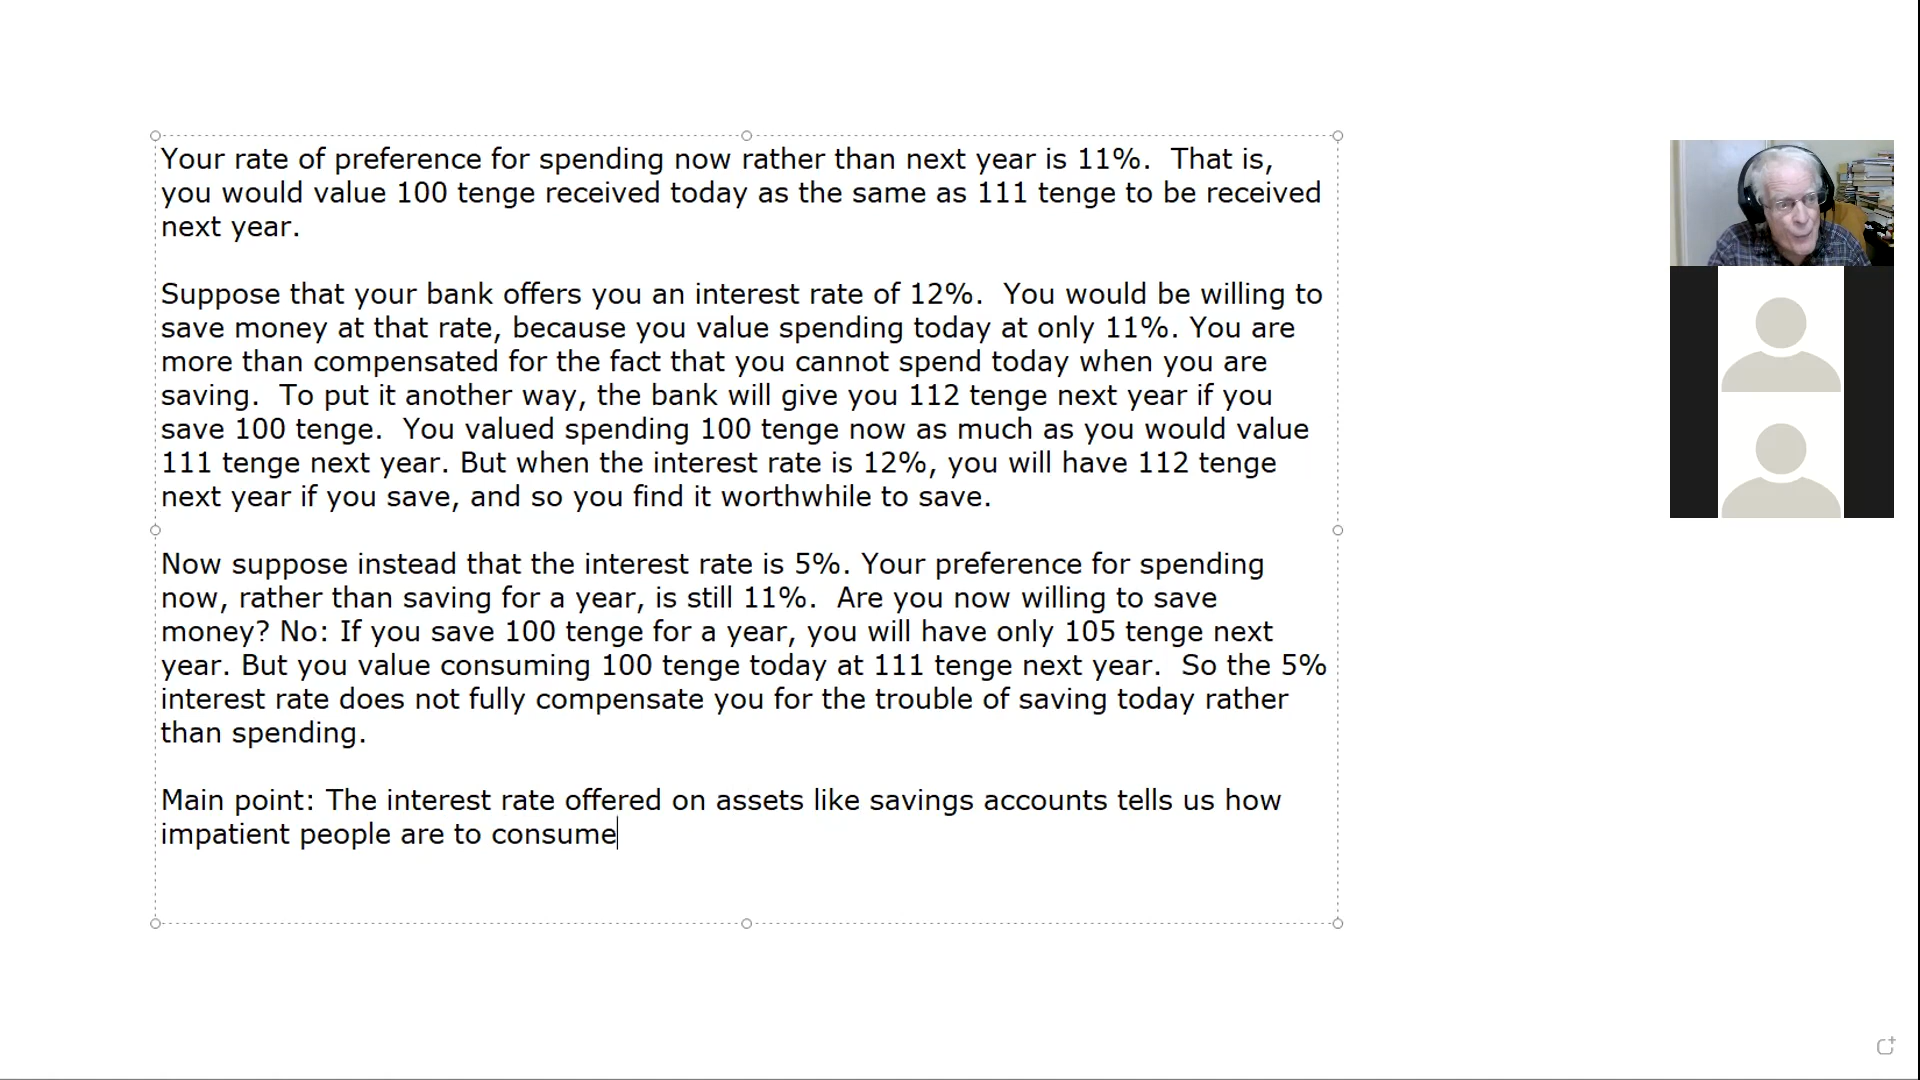 Your rate of preference for spending now rather than next year is 11%.  That is,
you would value 100 tenge received today as the same as 111 tenge to be received
next year.
Suppose that your bank offers you an interest rate of 12%.  You would be willing to
save money at that rate, because you value spending today at only 11%. You are
more than compensated for the fact that you cannot spend today when you are
saving.  To put it another way, the bank will give you 112 tenge next year if you
save 100 tenge.  You valued spending 100 tenge now as much as you would value
111 tenge next year. But when the interest rate is 12%, you will have 112 tenge
next year if you save, and so you find it worthwhile to save.
Now suppose instead that the interest rate is 5%. Your preference for spending
now, rather than saving for a year, is still 11%.  Are you now willing to save
money? No: If you save 100 tenge for a year, you will have only 105 tenge next
year. But you value consuming 100 tenge today at 111 tenge next year.  So the 5%
interest rate does not fully compensate you for the trouble of saving today rather
than spending.
Main point: The interest rate offered on assets like savings accounts tells us how
impatient people are to consume